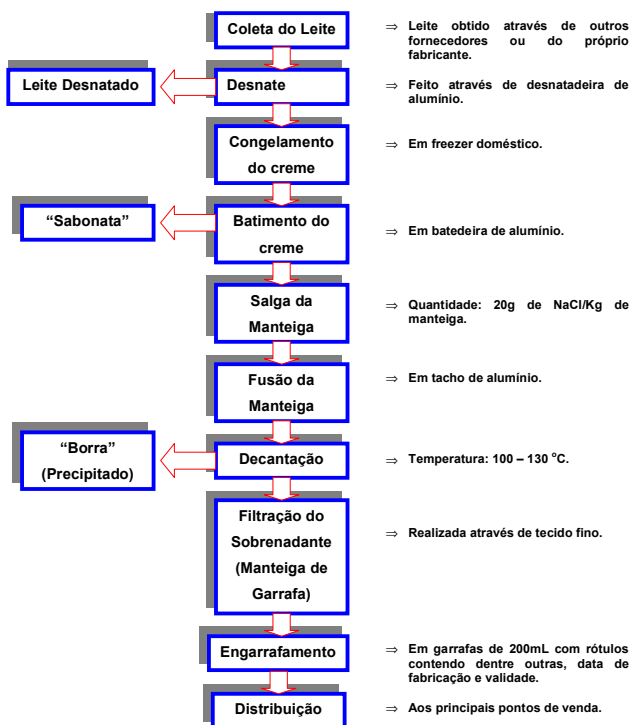 Coleta do Leite
⇒ Leite obtido através de outros
fornecedores ou do próprio
fabricante.
Leite Desnatado
Desnate
⇒ Feito através de desnatadeira de
alumínio.
Congelamento
do creme
⇒ Em freezer doméstico.
“Sabonata”
Batimento do
creme
⇒ Em batedeira de alumínio.
Salga da
Manteiga
⇒ Quantidade: 20g de NaCl/Kg de
manteiga.
Fusão da
Manteiga
⇒ Em tacho de alumínio.
“Borra”
(Precipitado)
Decantação
⇒ Temperatura: 100 – 130 °C.
Filtração do
Sobrenadante
(Manteiga de
Garrafa)
⇒ Realizada através de tecido fino.
Engarrafamento
⇒ Em garrafas de 200mL com rótulos
contendo dentre outras, data de
fabricação e validade.
Distribuição
⇒ Aos principais pontos de venda.